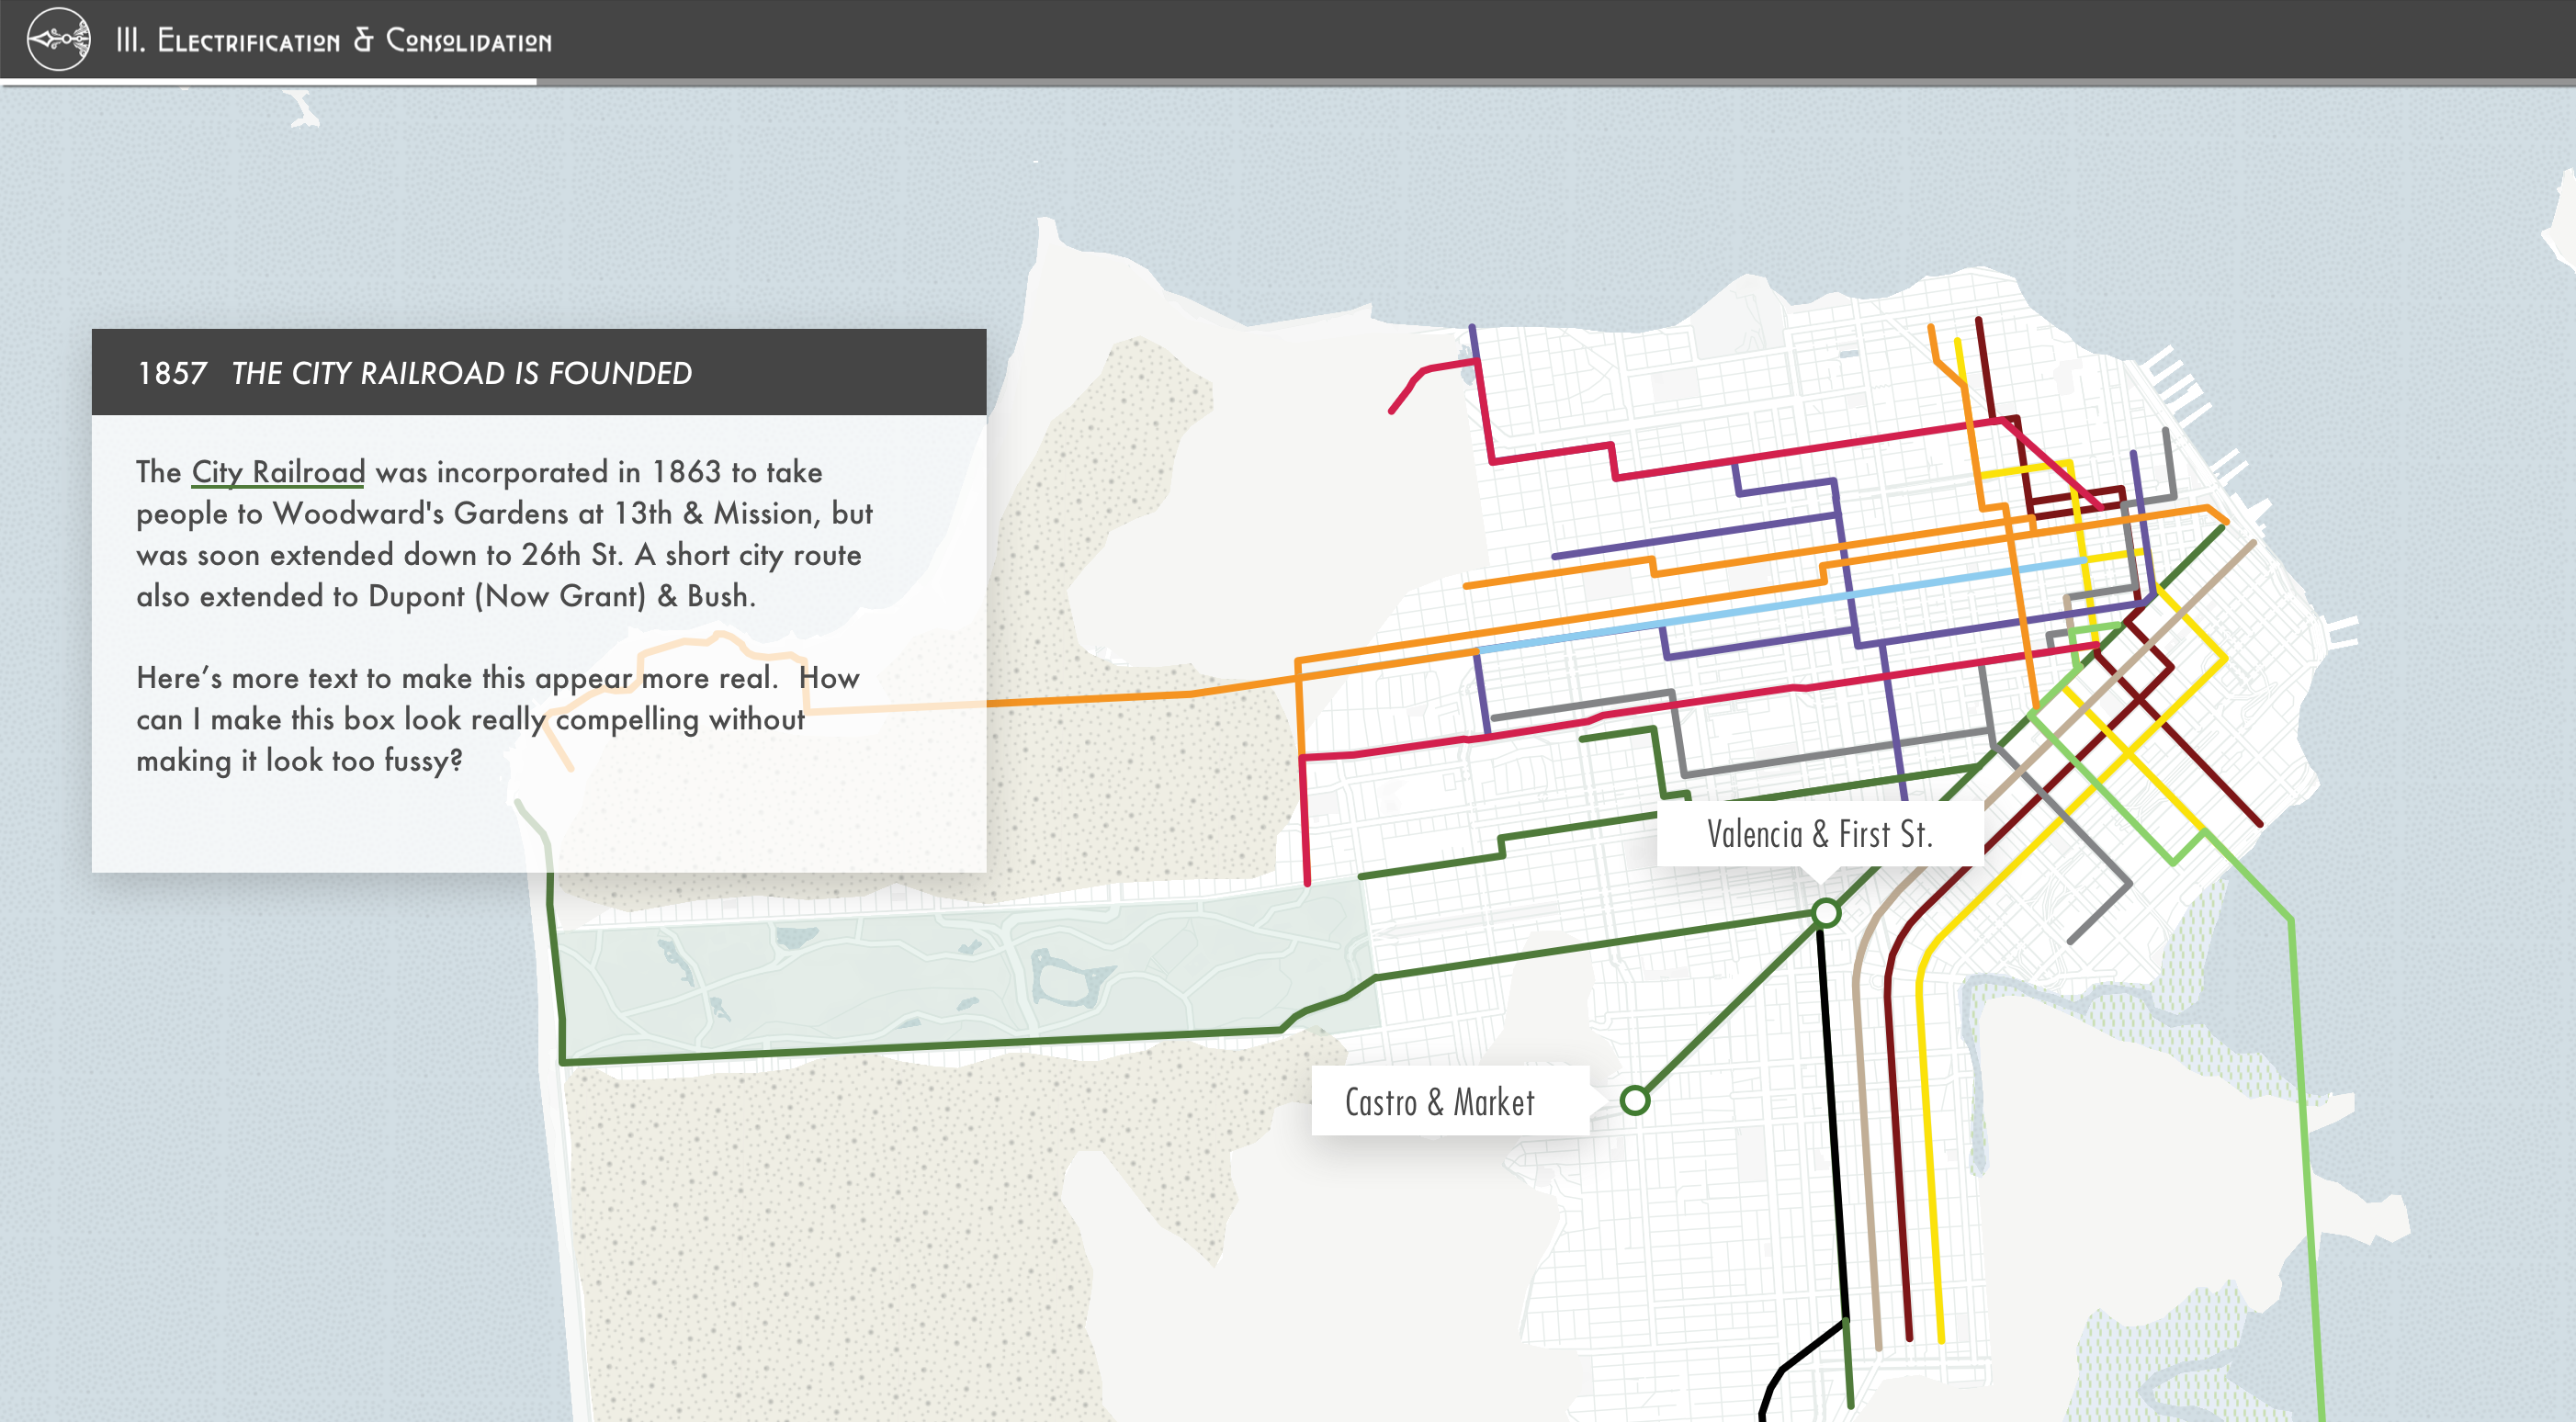 III. Electrification & Consolidation
1857 THE CITY RAILROAD IS FOUNDED
The City Railroad was incorporated in 1863 to take
people to Woodward's Gardens at 13th & Mission, but
was soon extended down to 26th St. A short city route
also extended to Dupont (Now Grant) & Bush.
Here’s more text to make this appear more real. How
can I make this box look really compelling without
making it look too fussy?
Valencia & First St.
Castro & Market